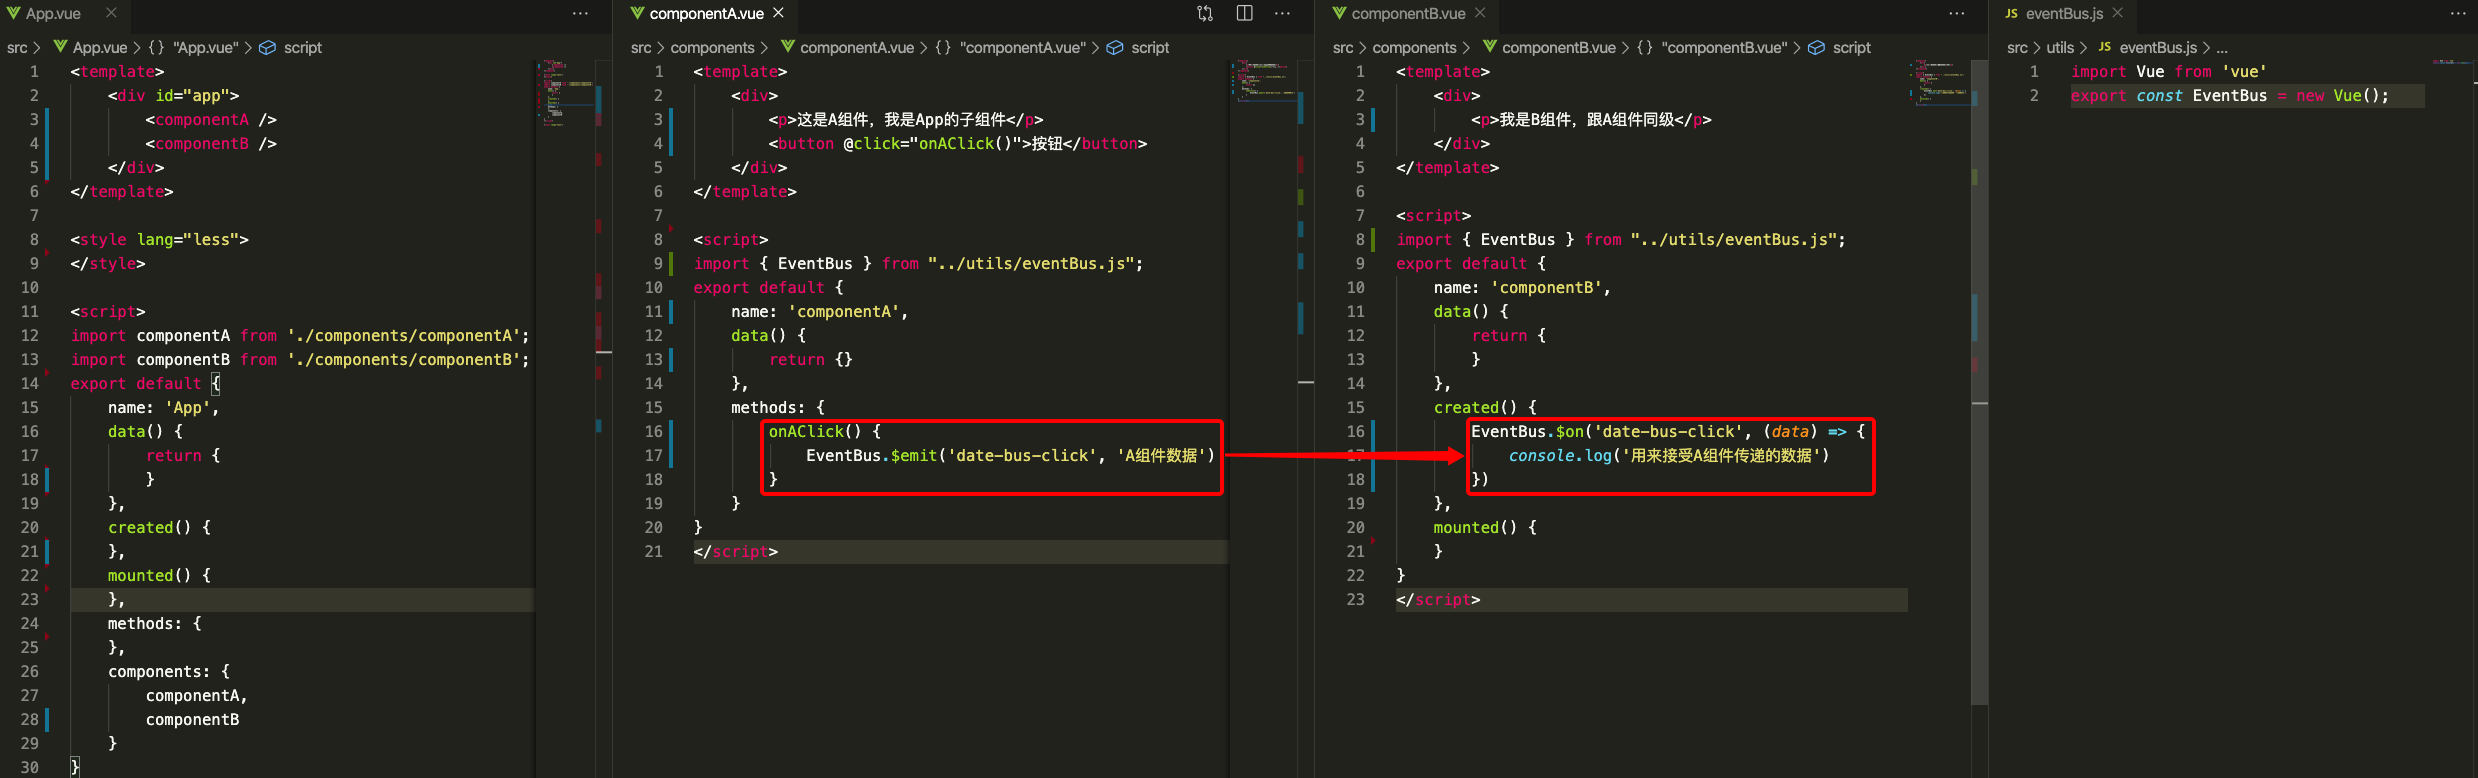 App.vue
src > App.vue > {} "App.vue" > script
1 <template>
2 <div id="app">
3 <componentA />
4 <componentB />
5 </div>
6 </template>
7
8 <style lang="less">
9 </style>
10
11 <script>
12 import componentA from './components/componentA';
13 import componentB from './components/componentB';
14 export default {
15 name: 'App',
16 data() {
17 return {
18 }
19 },
20 created() {
21 },
22 mounted() {
23 },
24 methods: {
25 },
26 components: {
27 componentA,
28 componentB
29 }
30 }
componentA.vue
src > components > componentA.vue > {} "componentA.vue" > script
1 <template>
2 <div>
3 <p>这是A组件，我是App的子组件</p>
4 <button @click="onAClick()">按钮</button>
5 </div>
6 </template>
7
8 <script>
9 import { EventBus } from "../utils/eventBus.js";
10 export default {
11 name: 'componentA',
12 data() {
13 return {}
14 },
15 methods: {
16 onAClick() {
17 EventBus.$emit('date-bus-click', 'A组件数据')
18 }
19 }
20 }
21 </script>
componentB.vue
src > components > componentB.vue > {} "componentB.vue" > script
1 <template>
2 <div>
3 <p>我是B组件，跟A组件同级</p>
4 </div>
5 </template>
6
7 <script>
8 import { EventBus } from "../utils/eventBus.js";
9 export default {
10 name: 'componentB',
11 data() {
12 return {
13 }
14 },
15 created() {
16 EventBus.$on('date-bus-click', (data) => {
17 console.log('用来接受A组件传递的数据')
18 })
19 },
20 mounted() {
21 }
22 }
23 </script>
JS eventBus.js
src > utils > JS eventBus.js > ...
1 import Vue from 'vue'
2 export const EventBus = new Vue();